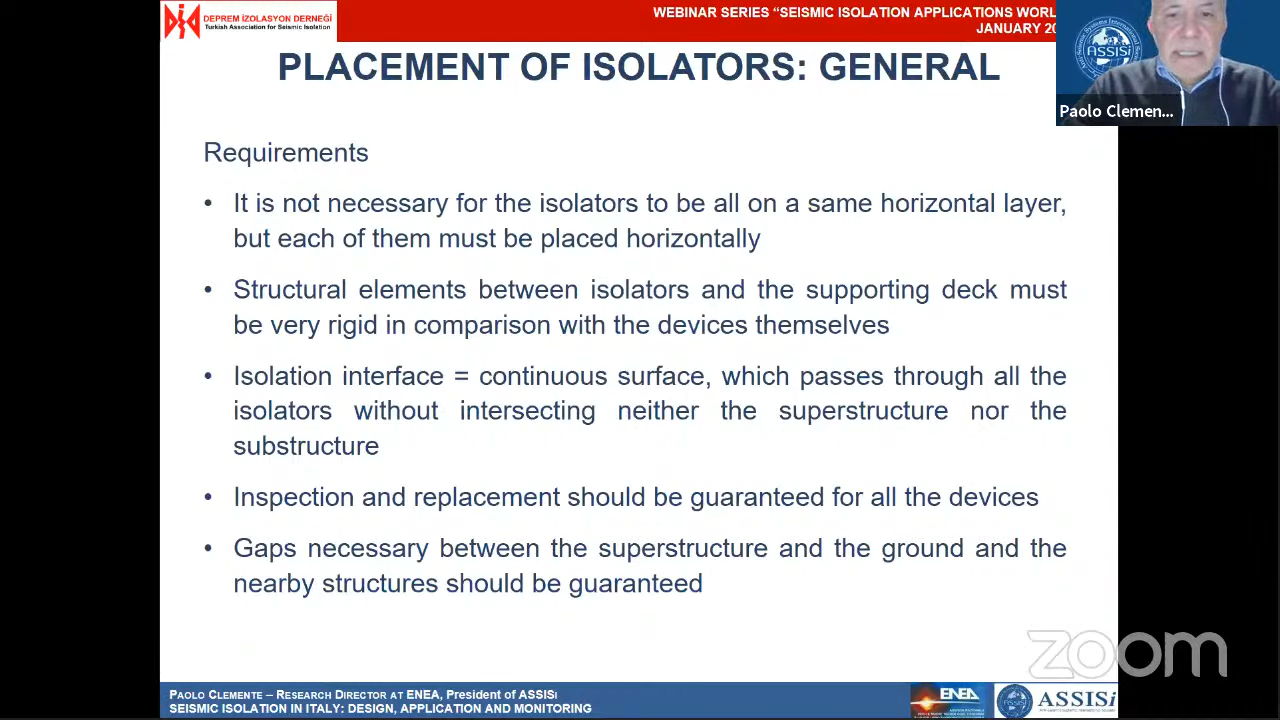 DEPREM İZOLASYON DERNEĞİ
Turkish Association for Seismic Isolation
WEBINAR SERIES “SEISMIC ISOLATION APPLICATIONS WORL
JANUARY 20
ASSISi
Paolo Clemen...
PLACEMENT OF ISOLATORS: GENERAL
Requirements
• It is not necessary for the isolators to be all on a same horizontal layer,
but each of them must be placed horizontally
• Structural elements between isolators and the supporting deck must
be very rigid in comparison with the devices themselves
• Isolation interface = continuous surface, which passes through all the
isolators without intersecting neither the superstructure nor the
substructure
• Inspection and replacement should be guaranteed for all the devices
• Gaps necessary between the superstructure and the ground and the
nearby structures should be guaranteed
zoom
PAOLO CLEMENTE – RESEARCH DIRECTOR AT ENEA, President of ASSISi
SEISMIC ISOLATION IN ITALY: DESIGN, APPLICATION AND MONITORING
ENEA
ASSISi